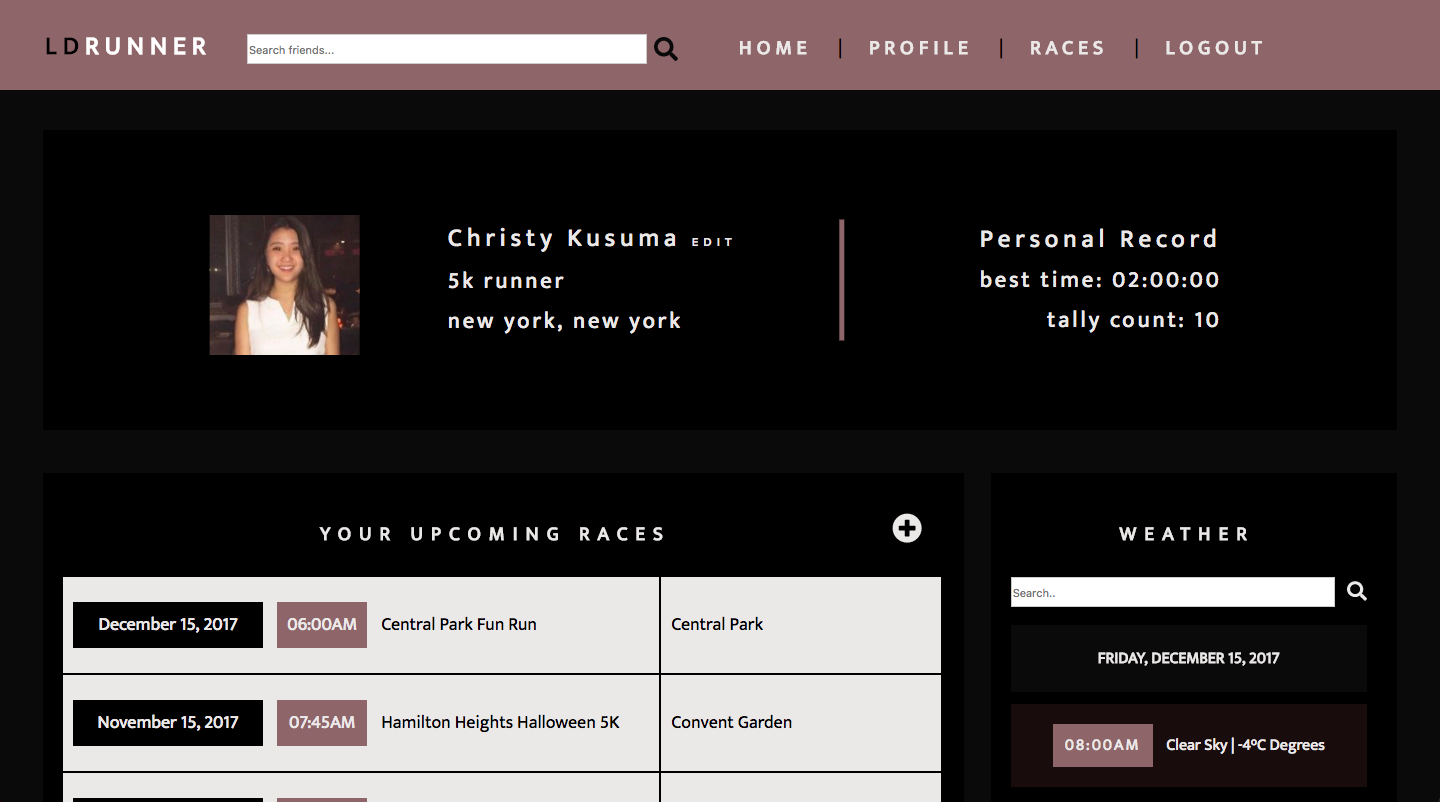 LDRUNNER
Search friends...
HOME | PROFILE | RACES | LOGOUT
Christy Kusuma EDIT
5k runner
new york, new york
Personal Record
best time: 02:00:00
tally count: 10
YOUR UPCOMING RACES
December 15, 2017 06:00AM Central Park Fun Run Central Park
November 15, 2017 07:45AM Hamilton Heights Halloween 5K Convent Garden
WEATHER
Search..
FRIDAY, DECEMBER 15, 2017
08:00AM Clear Sky | -4ºC Degrees